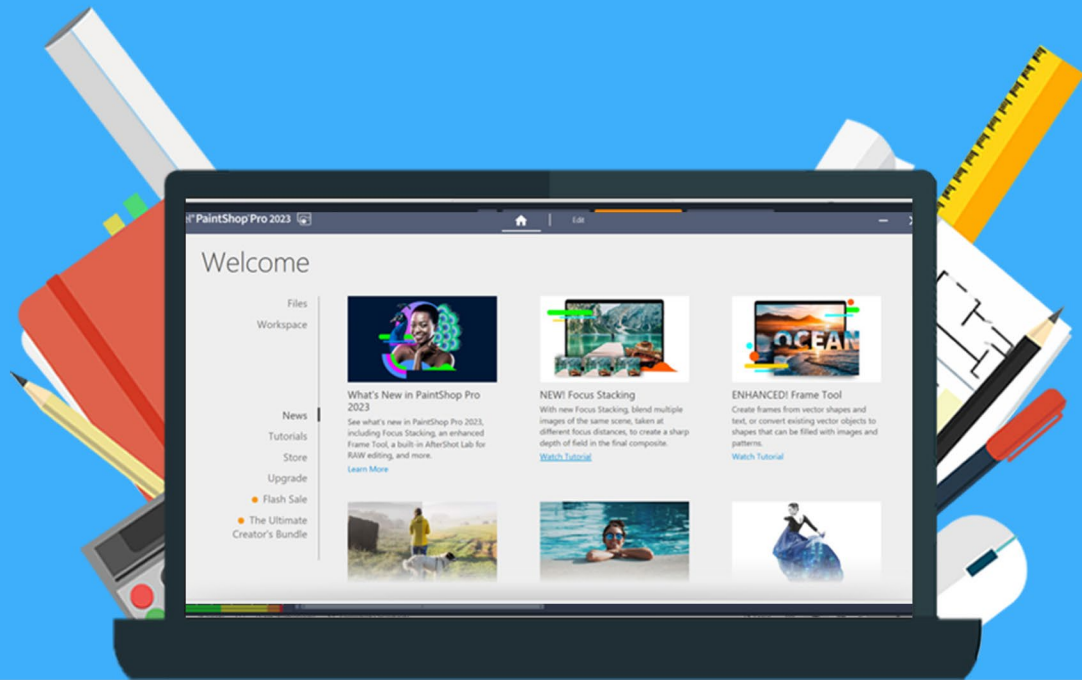 PaintShop Pro 2023
Edit
Welcome
Files
Workspace
News
Tutorials
Store
Upgrade
Flash Sale
The Ultimate
Creator's Bundle
What's New in PaintShop Pro
2023
See what's new in PaintShop Pro 2023,
including Focus Stacking, an enhanced
Frame Tool, a built-in AfterShot Lab for
RAW editing, and more.
Learn More
NEW! Focus Stacking
With new Focus Stacking, blend multiple
images of the same scene, taken at
different focus distances, to create a sharp
depth of field in the final composite.
Watch Tutorial
OCEAN
ENHANCED! Frame Tool
Create frames from vector shapes and
text, or convert existing vector objects to
shapes that can be filled with images and
patterns.
Watch Tutorial